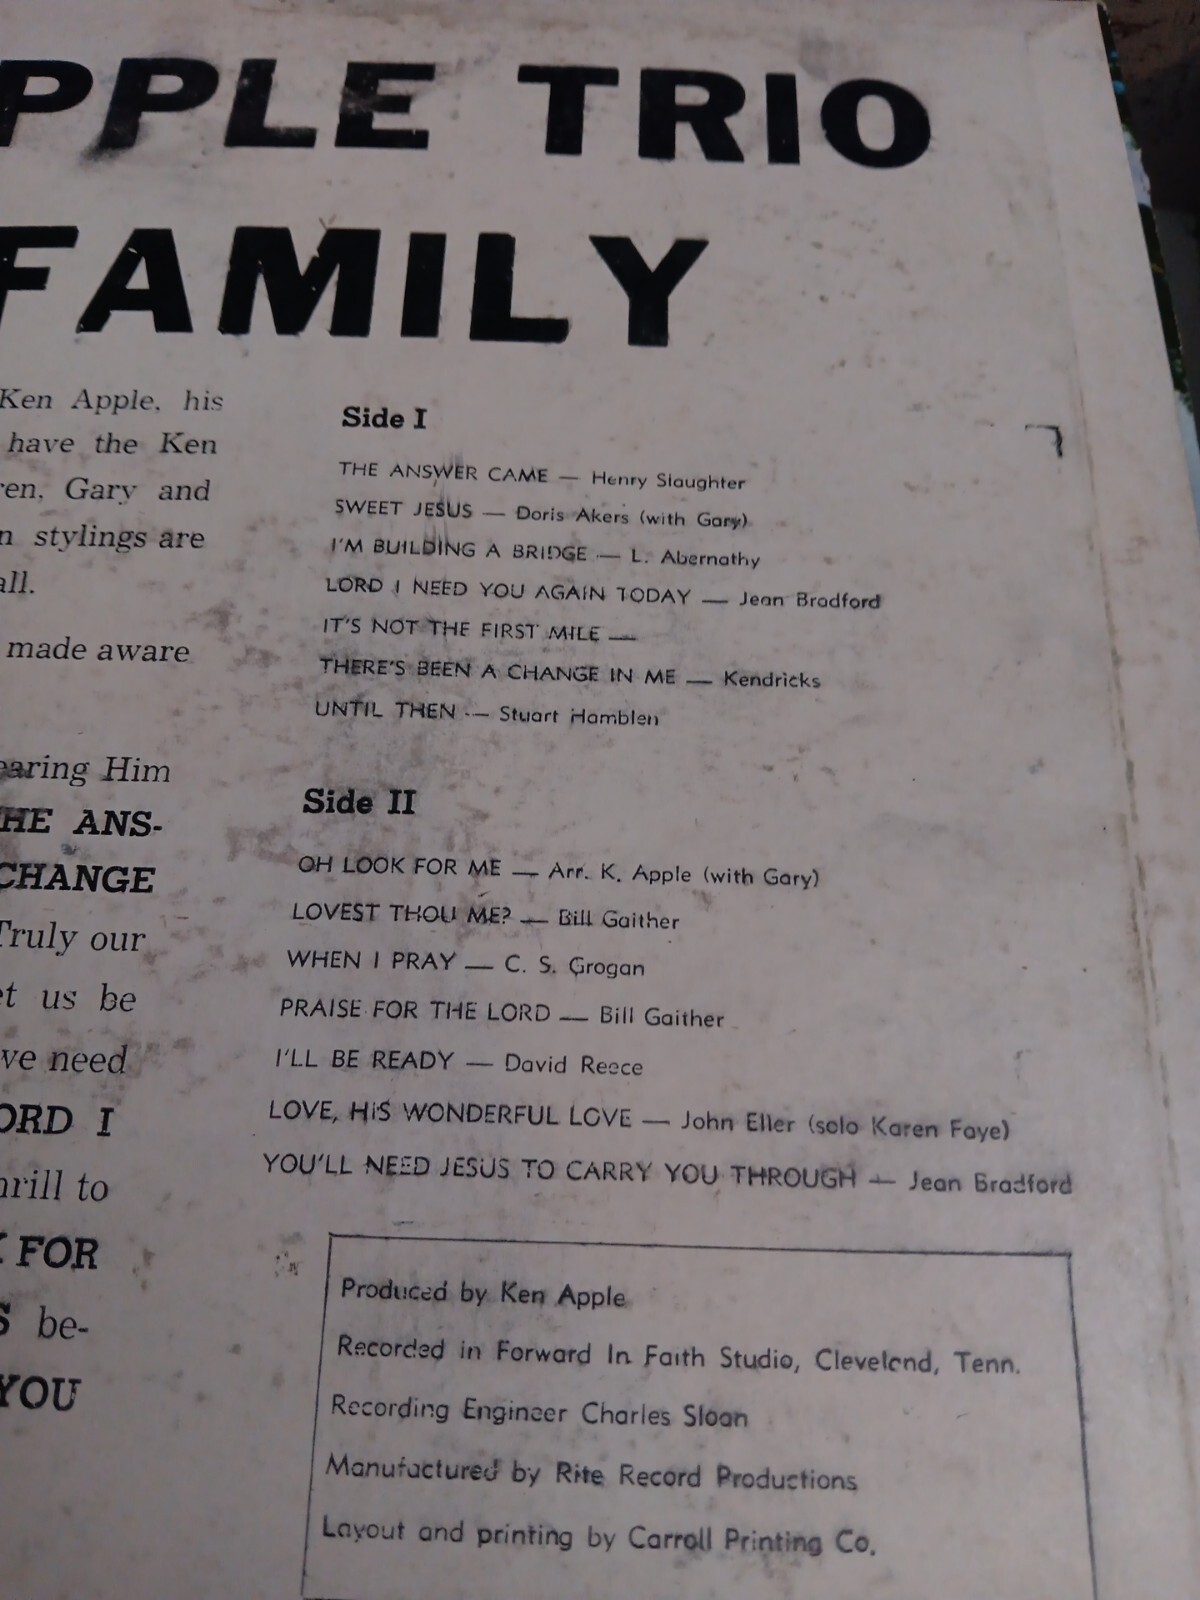 PPLE TRIO
FAMILY
Ken Apple, his
have the Ken
ren, Gary and
n stylings are
all.
made aware
earing Him
HE ANS-
CHANGE
Truly our
et us be
ve need
ORD I
hrill to
FOR
S be-
YOU
Side I
THE ANSWER CAME — Henry Slaughter
SWEET JESUS — Doris Akers (with Gary)
I'M BUILDING A BRIDGE — L. Abernathy
LORD I NEED YOU AGAIN TODAY — Jean Bradford
IT'S NOT THE FIRST MILE —
THERE'S BEEN A CHANGE IN ME — Kendricks
UNTIL THEN — Stuart Hamblen
Side II
OH LOOK FOR ME — Arr. K. Apple (with Gary)
LOVEST THOU ME? — Bill Gaither
WHEN I PRAY — C. S. Grogan
PRAISE FOR THE LORD — Bill Gaither
I'LL BE READY — David Reece
LOVE, HIS WONDERFUL LOVE — John Eller (solo Karen Faye)
YOU'LL NEED JESUS TO CARRY YOU THROUGH — Jean Bradford
Produced by Ken Apple
Recorded in Forward In Faith Studio, Cleveland, Tenn.
Recording Engineer Charles Sloan
Manufactured by Rite Record Productions
Layout and printing by Carroll Printing Co.